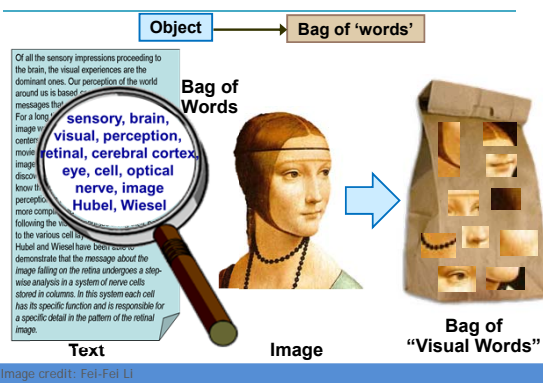 Object
Bag of ‘words’
Of all the sensory impressions proceeding to
the brain, the visual experiences are the
dominant ones. Our perception of the world
around us is based
messages that
For a long
image
movie
image
discov
know th
perceptio
more compl
following the
to the various cell
Hubel and Wiesel have been able to
demonstrate that the message about the
image falling on the retina undergoes a step-
wise analysis in a system of nerve cells
stored in columns. In this system each cell
has its specific function and is responsible for
a specific detail in the pattern of the retinal
image.
sensory, brain,
visual, perception,
retinal, cerebral cortex,
eye, cell, optical
nerve, image
Hubel, Wiesel
Bag of
Words
Text
Image
Bag of
“Visual Words”
Image credit: Fei-Fei Li